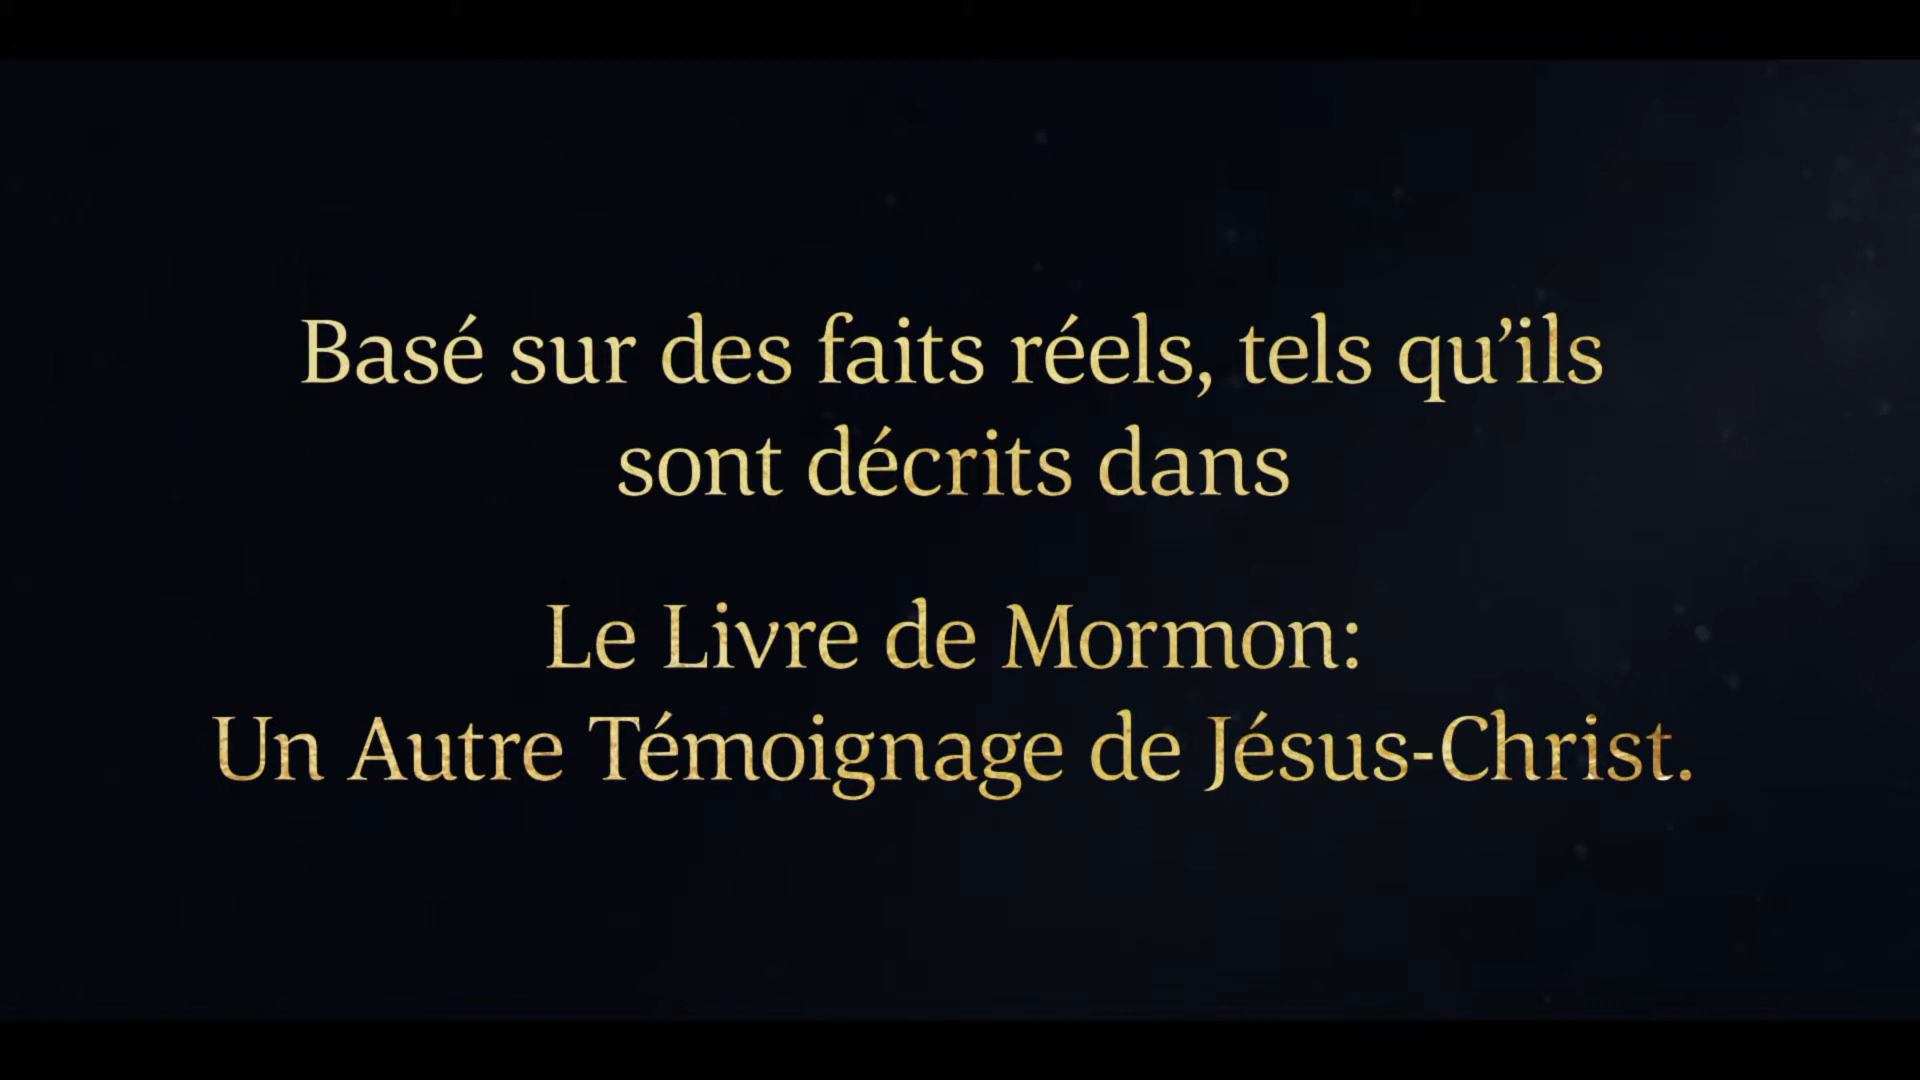 Basé sur des faits réels, tels qu’ils
sont décrits dans
Le Livre de Mormon:
Un Autre Témoignage de Jésus-Christ.